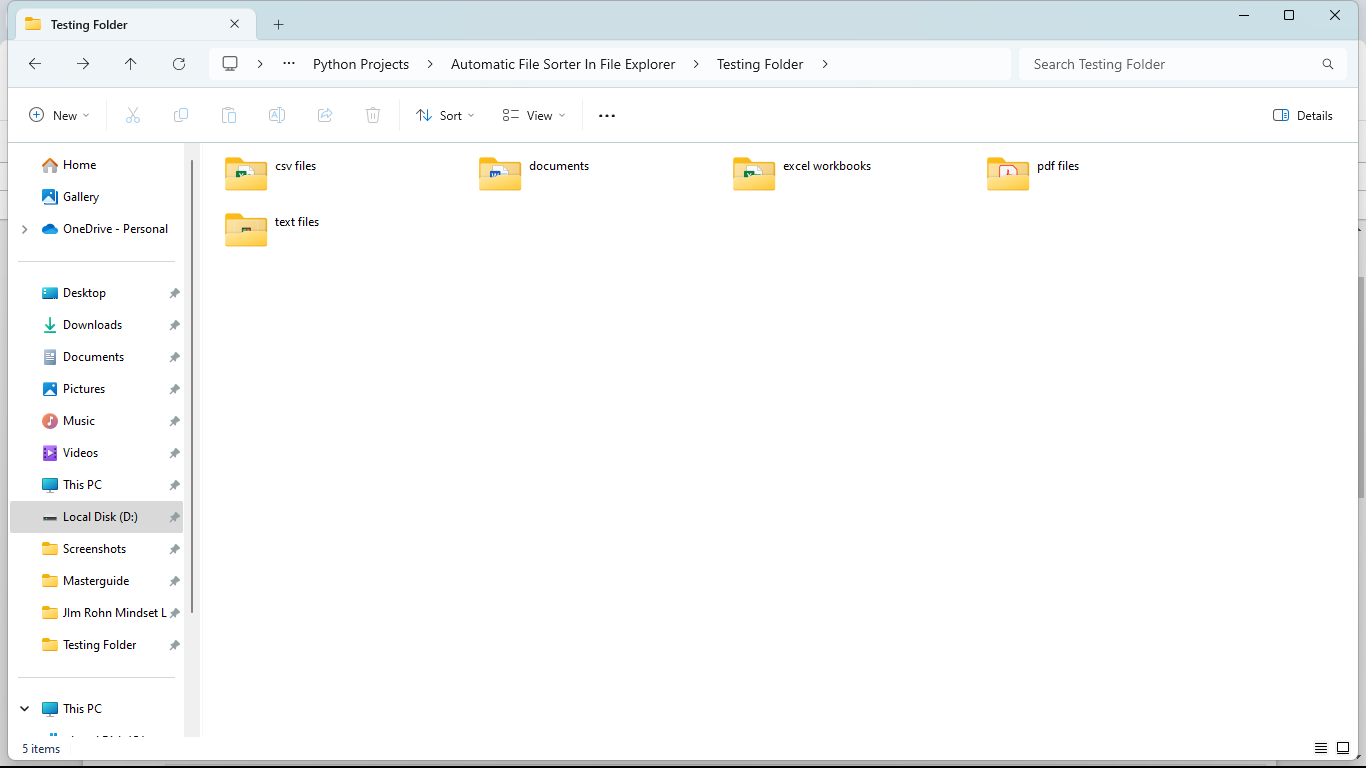 Testing Folder
Python Projects > Automatic File Sorter In File Explorer > Testing Folder >
Search Testing Folder
New
Sort
View
Details
Home
Gallery
OneDrive - Personal
Desktop
Downloads
Documents
Pictures
Music
Videos
This PC
Local Disk (D:)
Screenshots
Masterguide
JIm Rohn Mindset L
Testing Folder
This PC
csv files
documents
excel workbooks
pdf files
text files
5 items